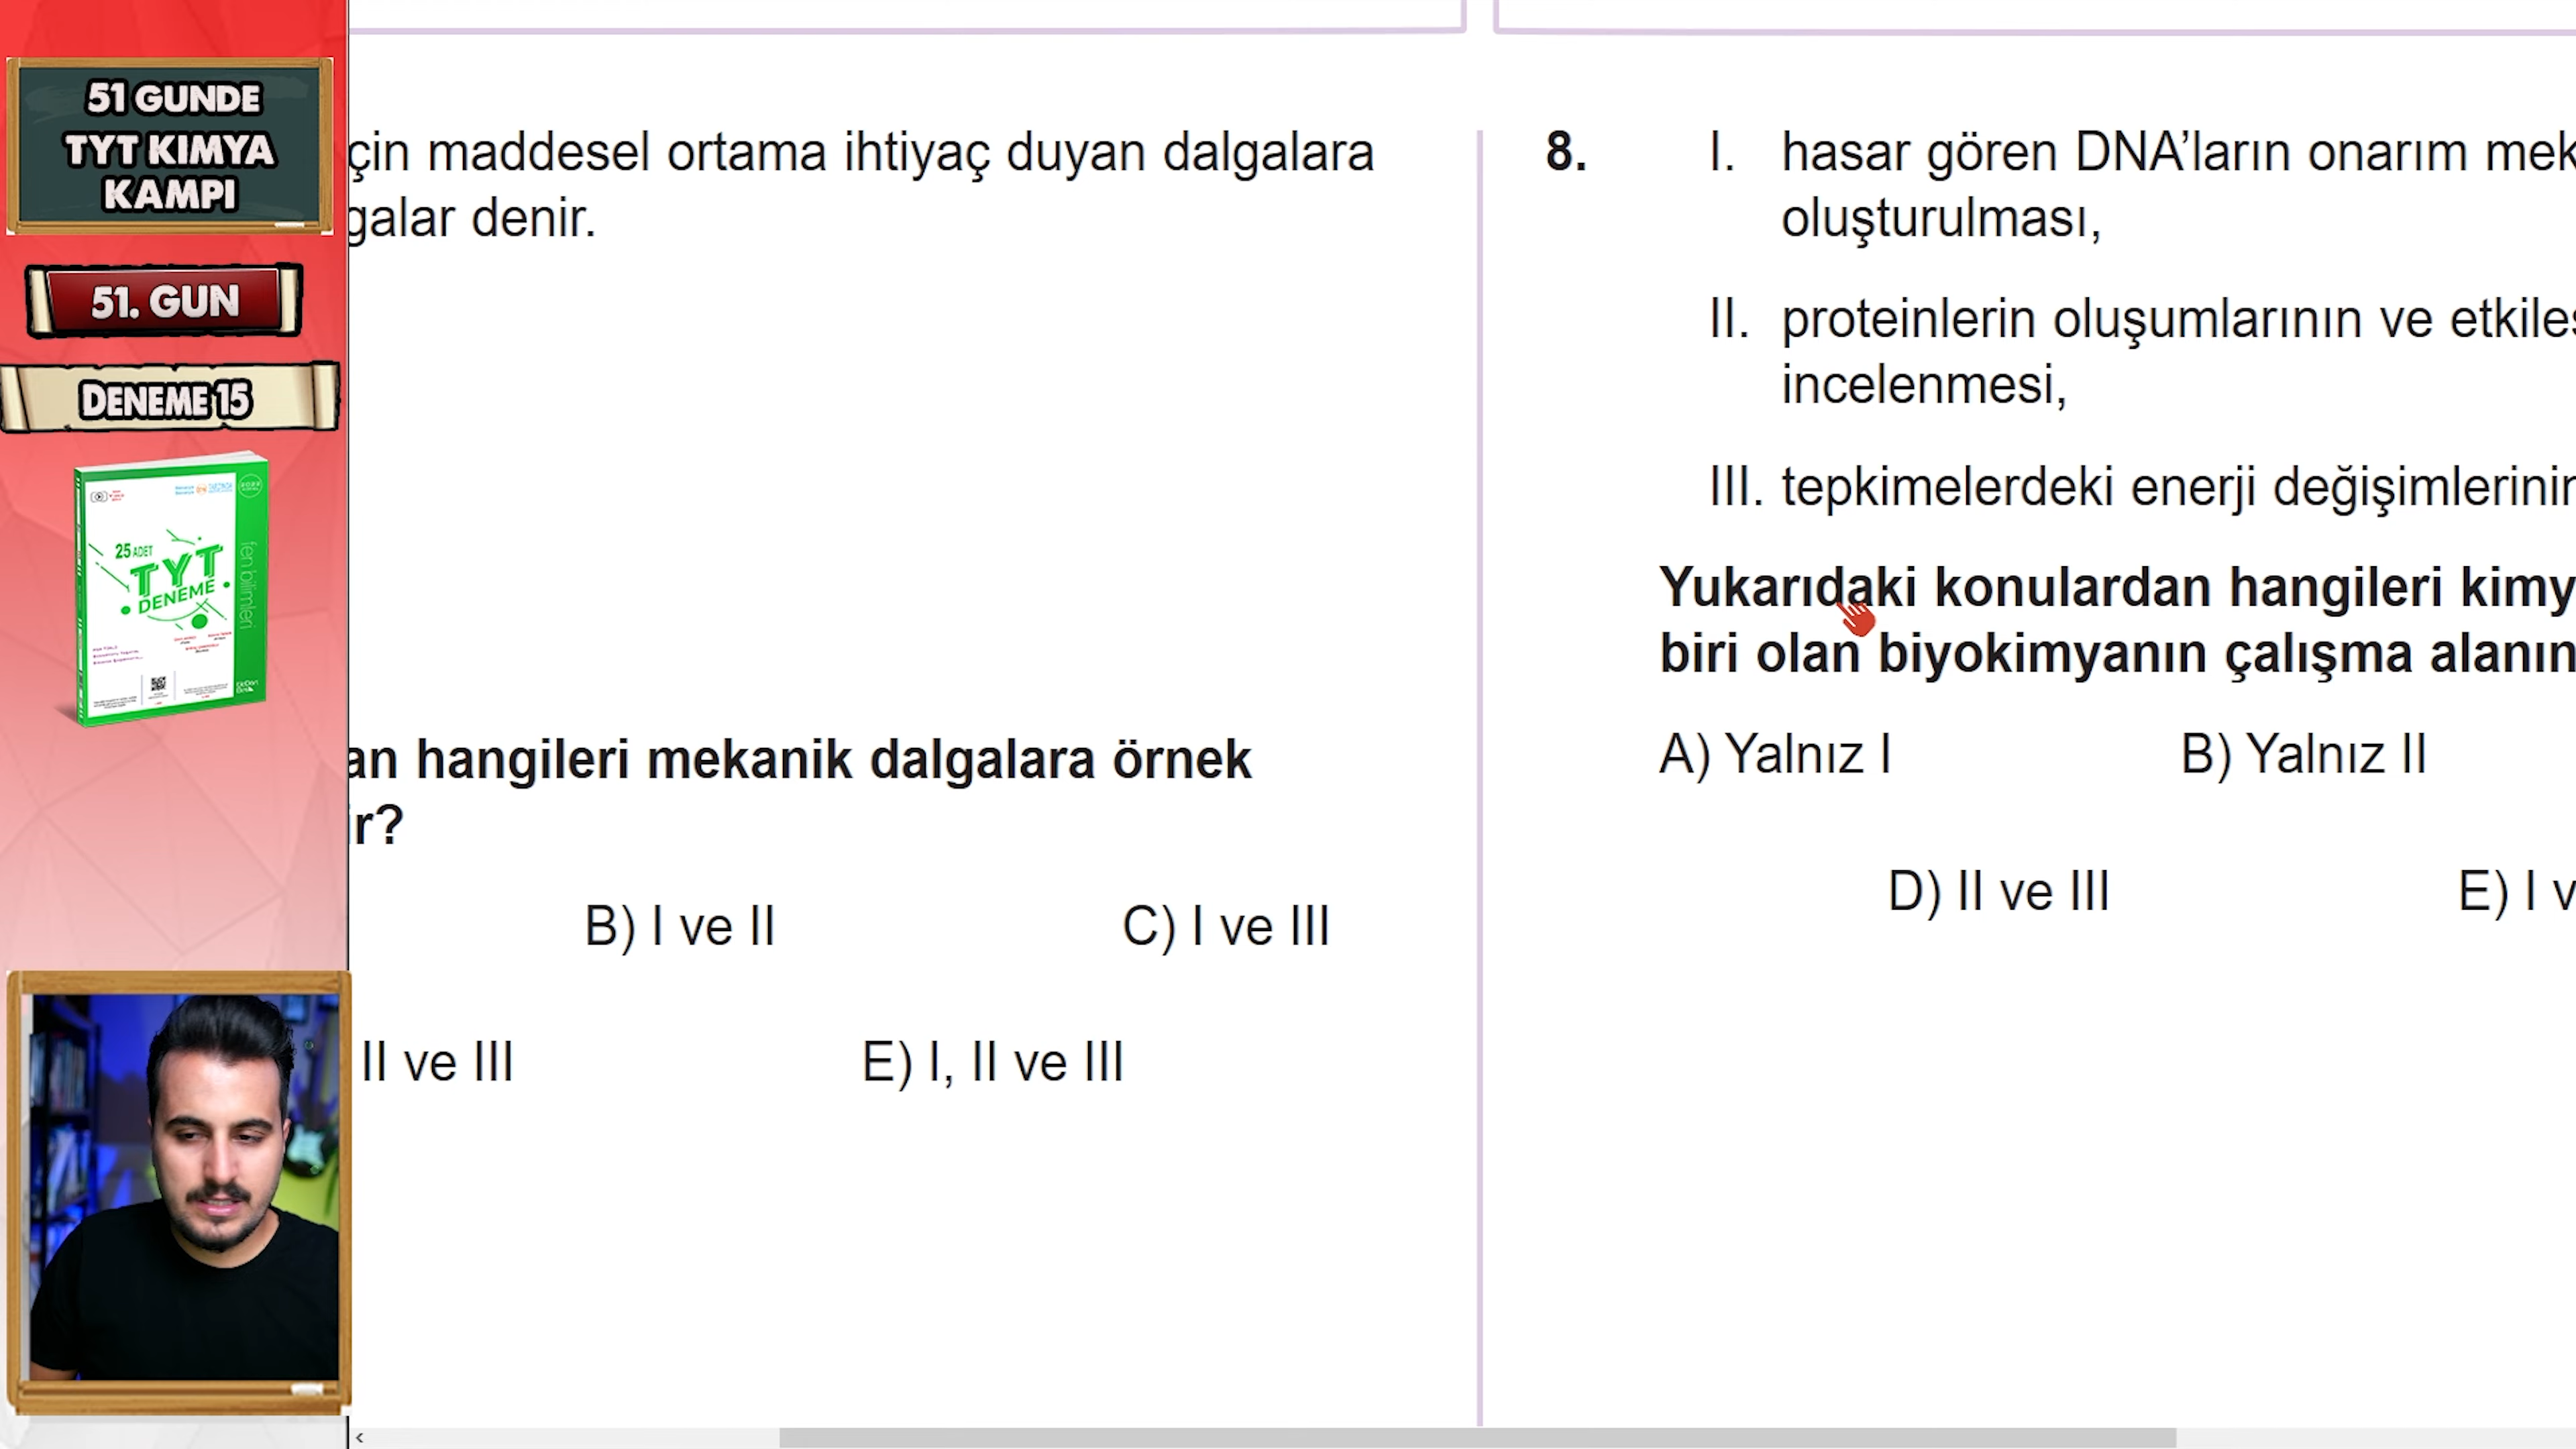 51 GUNDE
TYT KIMYA
KAMPI
51. GUN
DENEME 15
25 ADET
TYT
DENEME
fen bilimleri
çin maddesel ortama ihtiyaç duyan dalgalara
galar denir.
an hangileri mekanik dalgalara örnek
ir?
B) I ve II
C) I ve III
II ve III
E) I, II ve III
8.
I. hasar gören DNA’ların onarım mek
oluşturulması,
II. proteinlerin oluşumlarının ve etkileş
incelenmesi,
III. tepkimelerdeki enerji değişimlerinin
Yukarıdaki konulardan hangileri kimy
biri olan biyokimyanın çalışma alanın
A) Yalnız I
B) Yalnız II
D) II ve III
E) I v